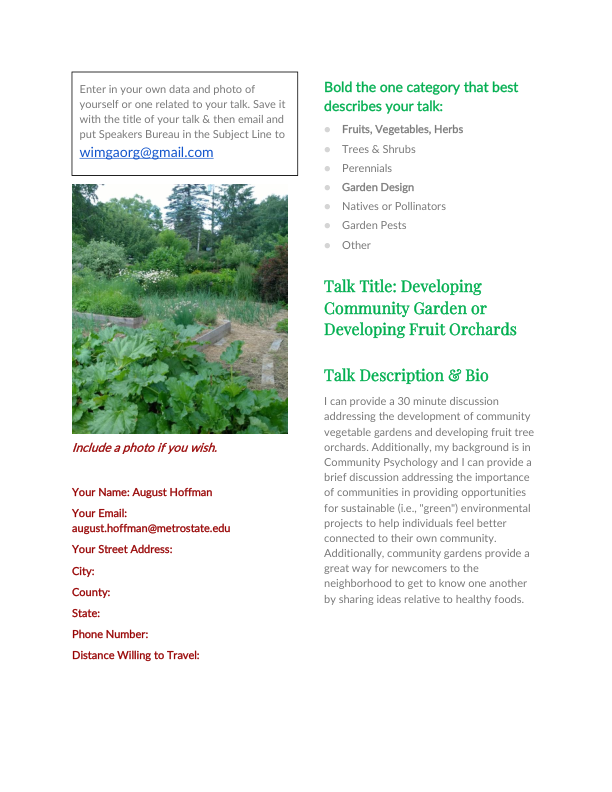 Enter in your own data and photo of
yourself or one related to your talk. Save it
with the title of your talk & then email and
put Speakers Bureau in the Subject Line to
wimgaorg@gmail.com
Include a photo if you wish.
Your Name: August Hoffman
Your Email:
august.hoffman@metrostate.edu
Your Street Address:
City:
County:
State:
Phone Number:
Distance Willing to Travel:
Bold the one category that best
describes your talk:
● Fruits, Vegetables, Herbs
● Trees & Shrubs
● Perennials
● Garden Design
● Natives or Pollinators
● Garden Pests
● Other
Talk Title: Developing
Community Garden or
Developing Fruit Orchards
Talk Description & Bio
I can provide a 30 minute discussion
addressing the development of community
vegetable gardens and developing fruit tree
orchards. Additionally, my background is in
Community Psychology and I can provide a
brief discussion addressing the importance
of communities in providing opportunities
for sustainable (i.e., "green") environmental
projects to help individuals feel better
connected to their own community.
Additionally, community gardens provide a
great way for newcomers to the
neighborhood to get to know one another
by sharing ideas relative to healthy foods.